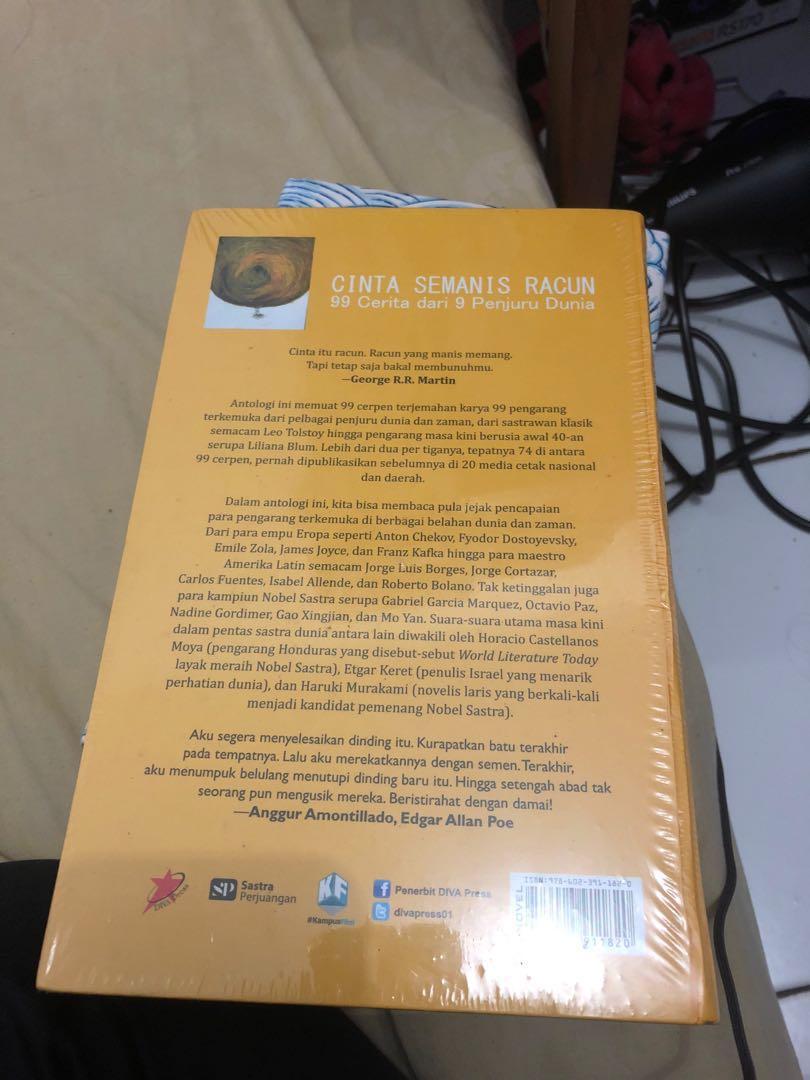 RS170
PHILIPS
CINTA SEMANIS RACUN
99 Cerita dari 9 Penjuru Dunia
Cinta itu racun. Racun yang manis memang.
Tapi tetap saja bakal membunuhmu.
—George R.R. Martin
Antologi ini memuat 99 cerpen terjemahan karya 99 pengarang
terkemuka dari pelbagai penjuru dunia dan zaman, dari sastrawan klasik
semacam Leo Tolstoy hingga pengarang masa kini berusia awal 40-an
serupa Liliana Blum. Lebih dari dua per tiganya, tepatnya 74 di antara
99 cerpen, pernah dipublikasikan sebelumnya di 20 media cetak nasional
dan daerah.
Dalam antologi ini, kita bisa membaca pula jejak pencapaian
para pengarang terkemuka di berbagai belahan dunia dan zaman.
Dari para empu Eropa seperti Anton Chekov, Fyodor Dostoyevsky,
Emile Zola, James Joyce, dan Franz Kafka hingga para maestro
Amerika Latin semacam Jorge Luis Borges, Jorge Cortazar,
Carlos Fuentes, Isabel Allende, dan Roberto Bolano. Tak ketinggalan juga
para kampiun Nobel Sastra serupa Gabriel Garcia Marquez, Octavio Paz,
Nadine Gordimer, Gao Xingjian, dan Mo Yan. Suara-suara utama masa kini
dalam pentas sastra dunia antara lain diwakili oleh Horacio Castellanos
Moya (pengarang Honduras yang disebut-sebut World Literature Today
layak meraih Nobel Sastra), Etgar Keret (penulis Israel yang menarik
perhatian dunia), dan Haruki Murakami (novelis laris yang berkali-kali
menjadi kandidat pemenang Nobel Sastra).
Aku segera menyelesaikan dinding itu. Kurapatkan batu terakhir
pada tempatnya. Lalu aku merekatkannya dengan semen. Terakhir,
aku menumpuk belulang menutupi dinding baru itu. Hingga setengah abad tak
seorang pun mengusik mereka. Beristirahat dengan damai!
—Anggur Amontillado, Edgar Allan Poe
DIVA Press
SP Sastra
Perjuangan
KF
#KampusFiksi
Penerbit DIVA Press
divapress01
NOVEL
ISBN:978-602-391-182-0
911820